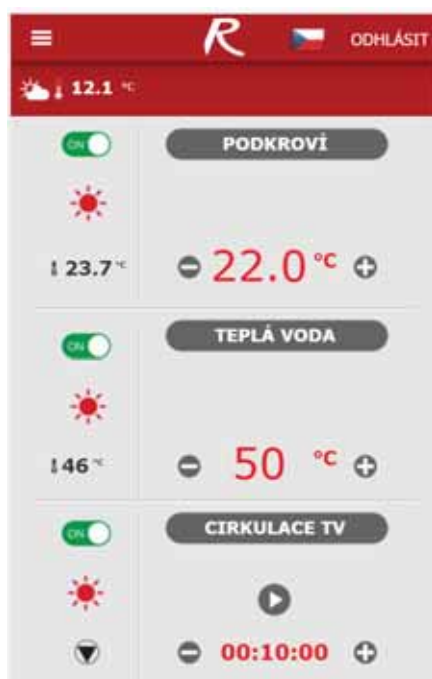 R ODHLÁSIT
12.1 °C
ON PODKROVÍ
23.7 °C 22.0 °C
ON TEPLÁ VODA
46 °C 50 °C
ON CIRKULACE TV
00:10:00